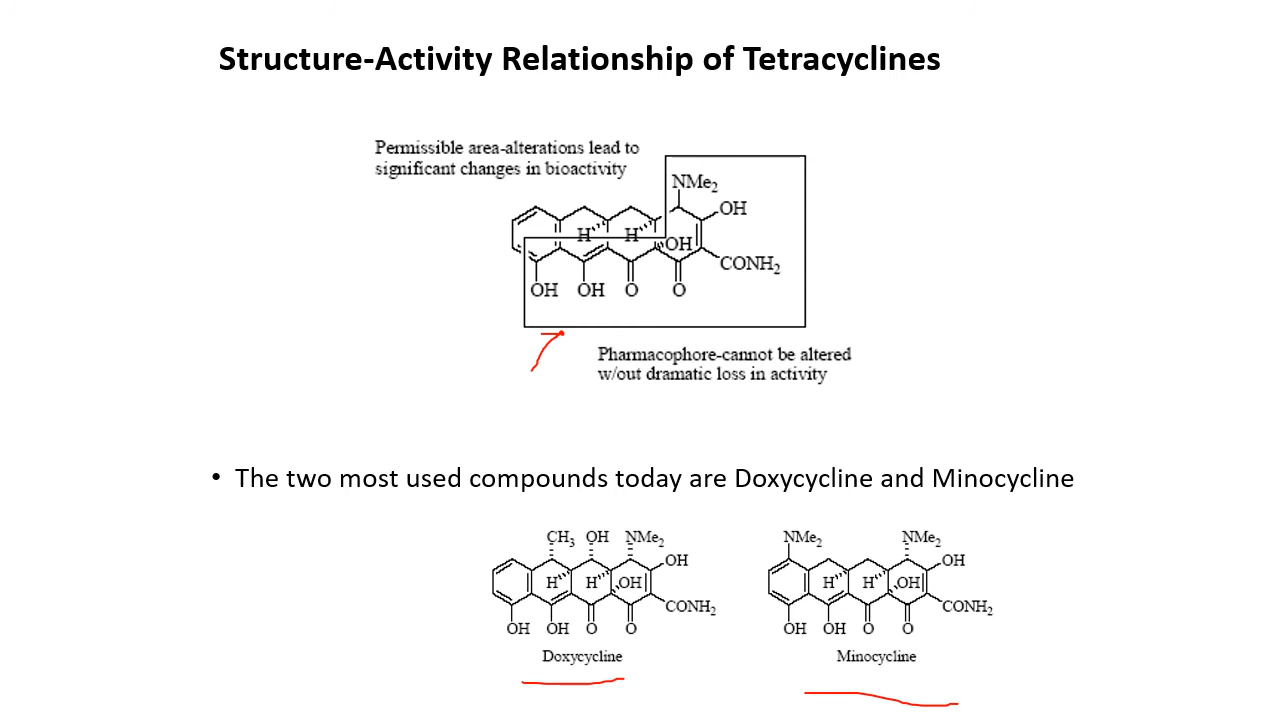 Structure-Activity Relationship of Tetracyclines
Permissible area-alterations lead to
significant changes in bioactivity
NMe2
OH
H H OH
CONH2
OH OH O O
Pharmacophore-cannot be altered
w/out dramatic loss in activity
• The two most used compounds today are Doxycycline and Minocycline
CH3 OH NMe2
OH
H H OH
CONH2
OH OH O O
Doxycycline
NMe2 NMe2
OH
H H OH
CONH2
OH OH O O
Minocycline